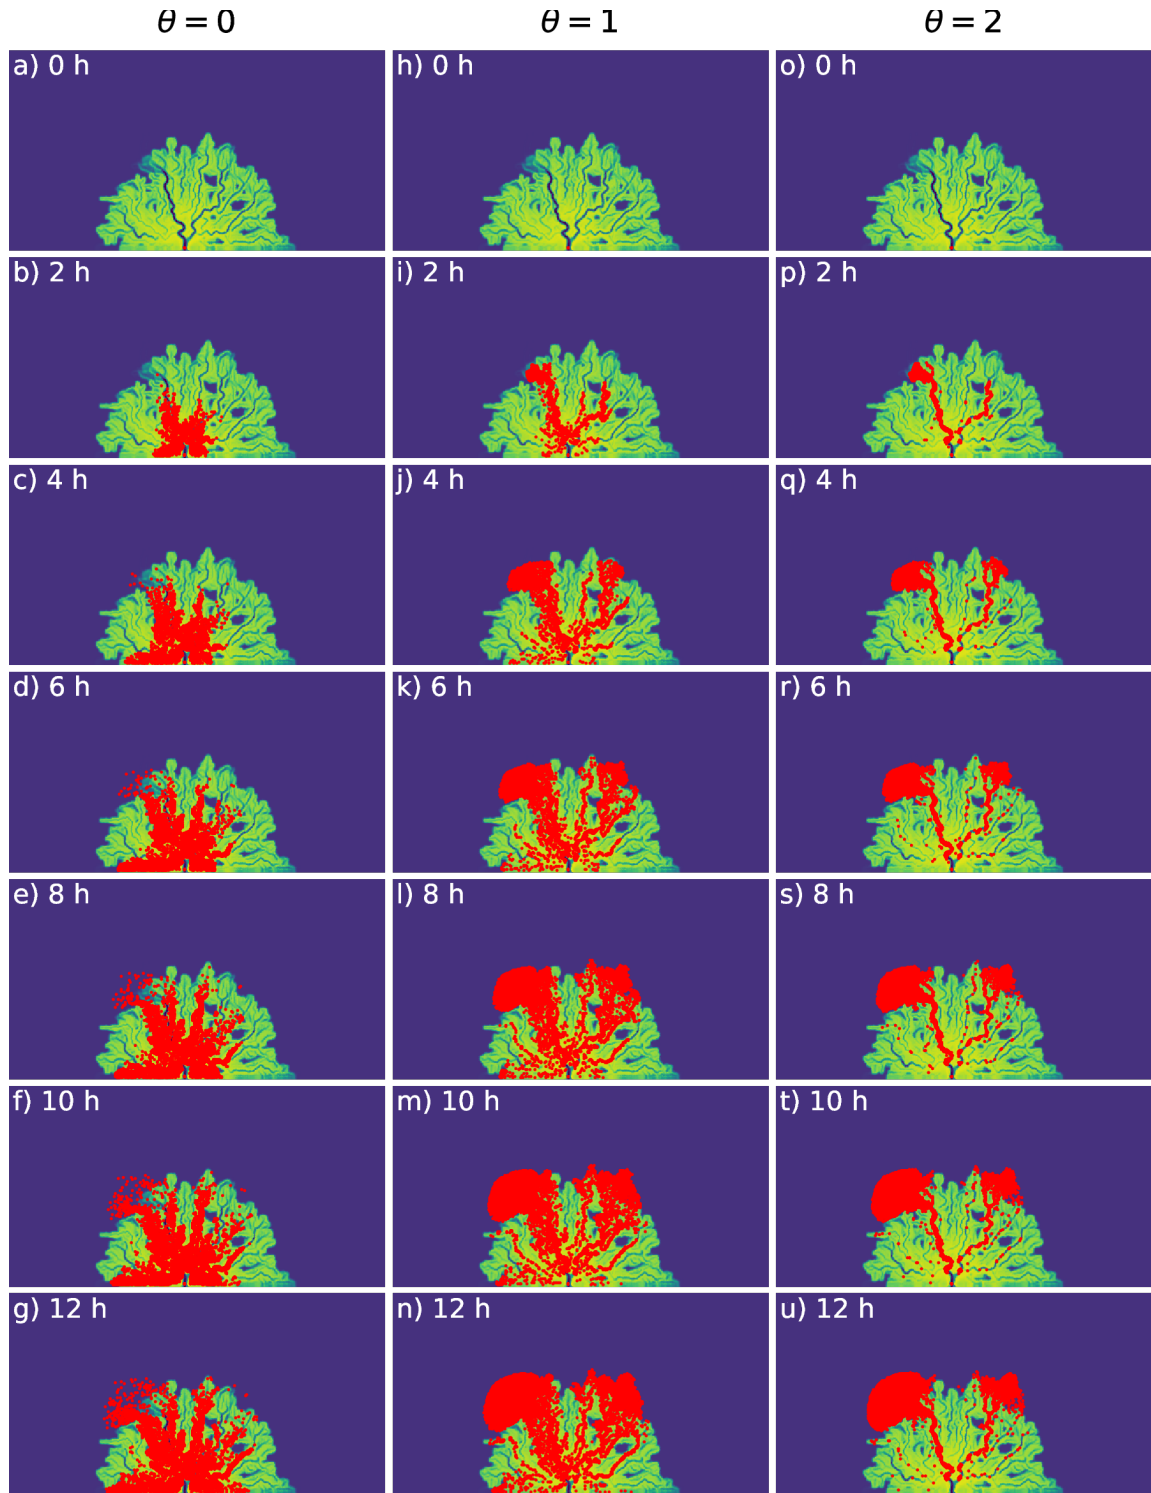 θ = 0 θ = 1 θ = 2
a) 0 h h) 0 h o) 0 h
b) 2 h i) 2 h p) 2 h
c) 4 h j) 4 h q) 4 h
d) 6 h k) 6 h r) 6 h
e) 8 h l) 8 h s) 8 h
f) 10 h m) 10 h t) 10 h
g) 12 h n) 12 h u) 12 h